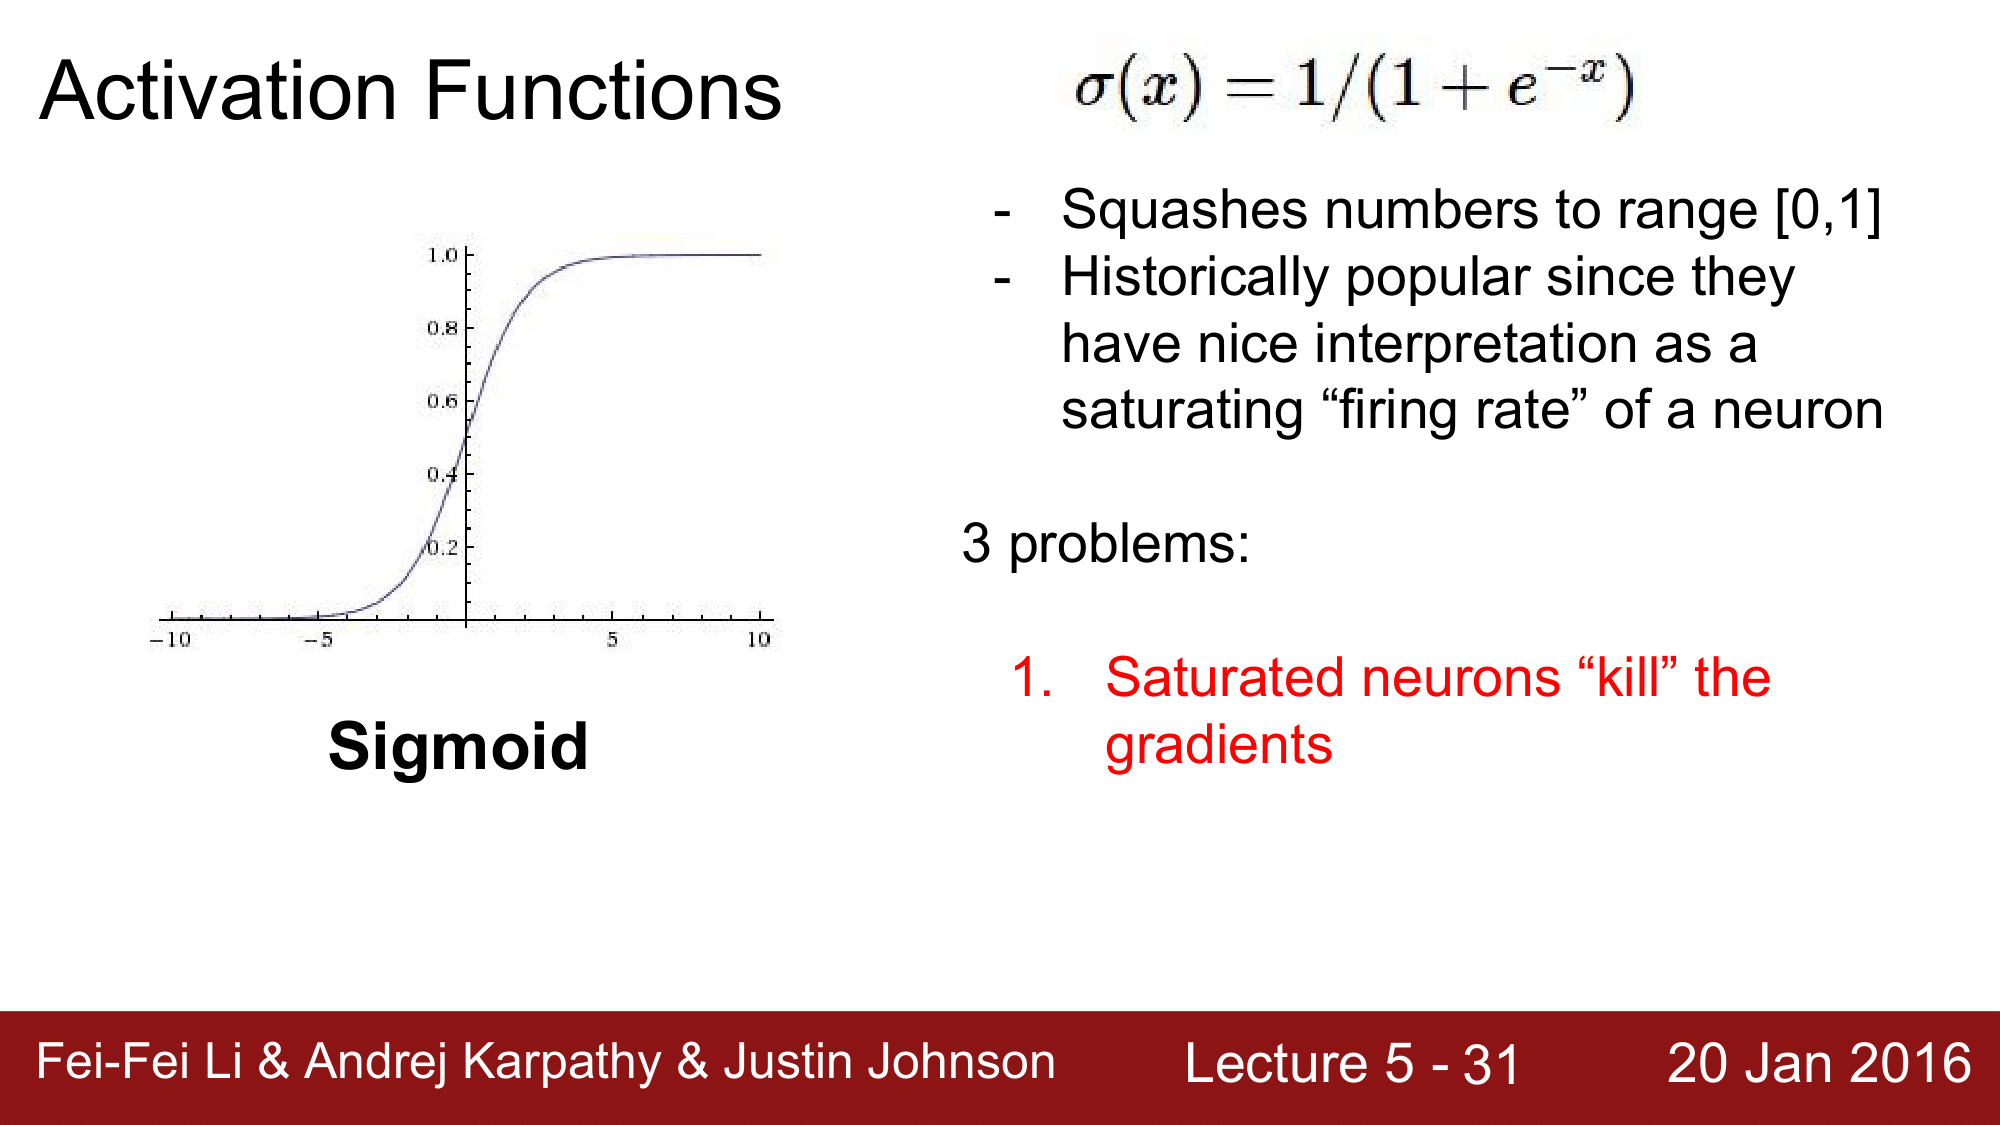 Activation Functions
σ(x) = 1/(1 + e^{−x})
- Squashes numbers to range [0,1]
- Historically popular since they
have nice interpretation as a
saturating “firing rate” of a neuron
3 problems:
1. Saturated neurons “kill” the
gradients
1.0
0.8
0.6
0.4
0.2
−10 −5 5 10
Sigmoid
Fei-Fei Li & Andrej Karpathy & Justin Johnson Lecture 5 - 31 20 Jan 2016